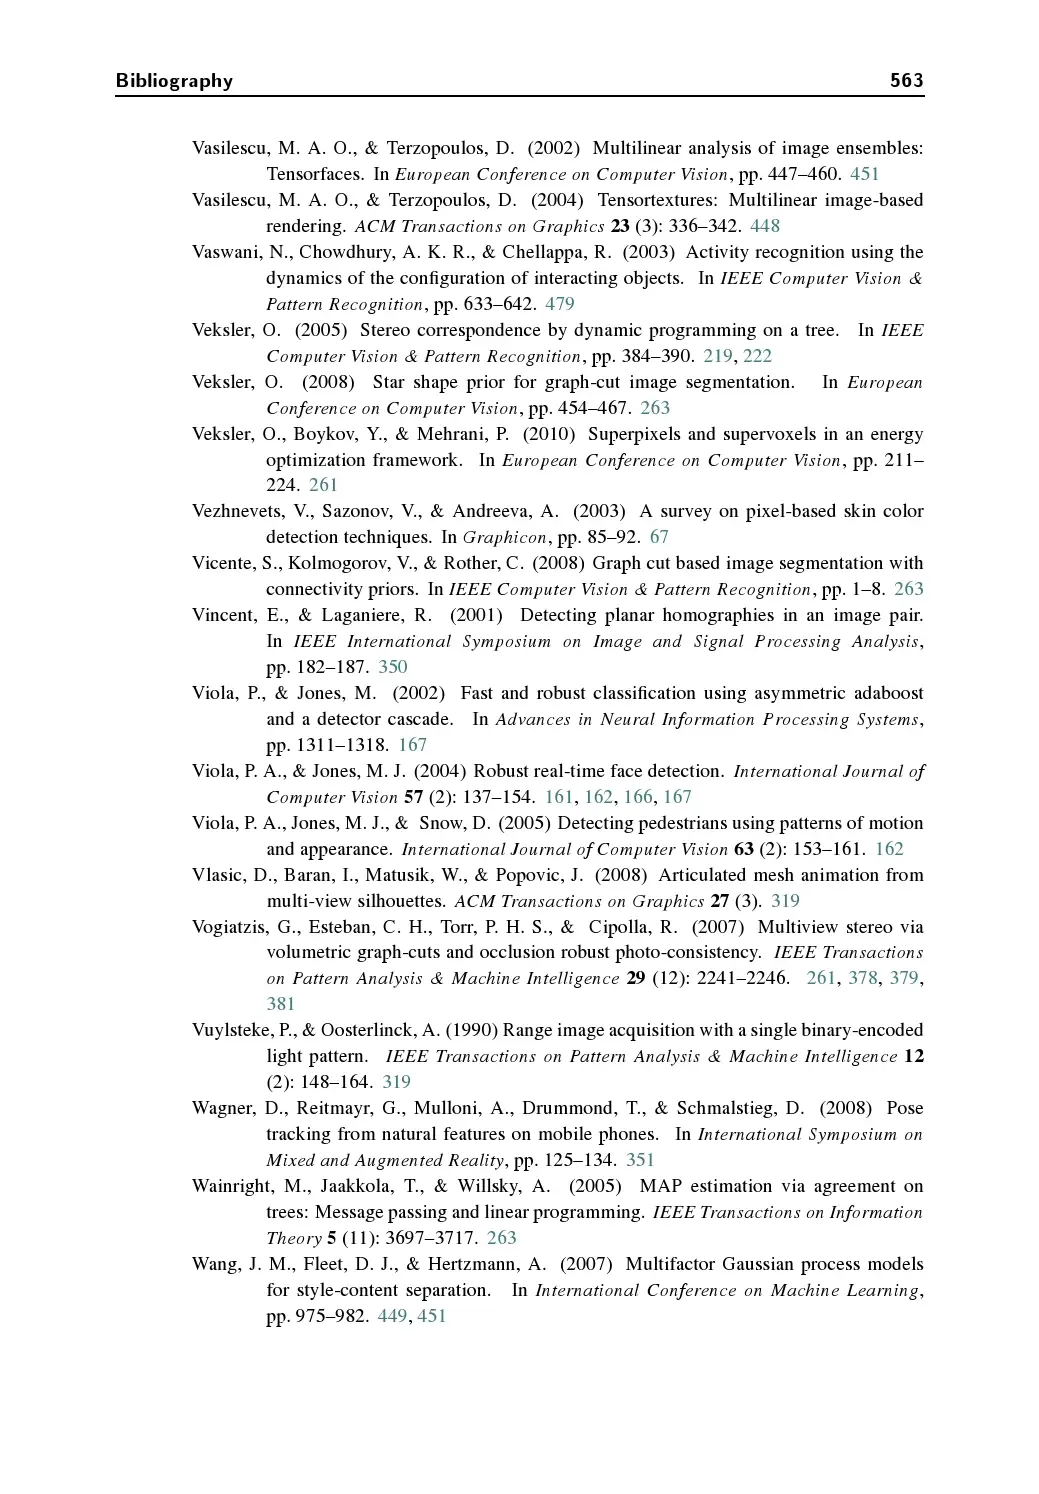 Bibliography 563
Vasilescu, M. A. O., & Terzopoulos, D. (2002) Multilinear analysis of image ensembles:
Tensorfaces. In European Conference on Computer Vision, pp. 447–460. 451
Vasilescu, M. A. O., & Terzopoulos, D. (2004) Tensortextures: Multilinear image-based
rendering. ACM Transactions on Graphics 23 (3): 336–342. 448
Vaswani, N., Chowdhury, A. K. R., & Chellappa, R. (2003) Activity recognition using the
dynamics of the configuration of interacting objects. In IEEE Computer Vision &
Pattern Recognition, pp. 633–642. 479
Veksler, O. (2005) Stereo correspondence by dynamic programming on a tree. In IEEE
Computer Vision & Pattern Recognition, pp. 384–390. 219, 222
Veksler, O. (2008) Star shape prior for graph-cut image segmentation. In European
Conference on Computer Vision, pp. 454–467. 263
Veksler, O., Boykov, Y., & Mehrani, P. (2010) Superpixels and supervoxels in an energy
optimization framework. In European Conference on Computer Vision, pp. 211–
224. 261
Vezhnevets, V., Sazonov, V., & Andreeva, A. (2003) A survey on pixel-based skin color
detection techniques. In Graphicon, pp. 85–92. 67
Vicente, S., Kolmogorov, V., & Rother, C. (2008) Graph cut based image segmentation with
connectivity priors. In IEEE Computer Vision & Pattern Recognition, pp. 1–8. 263
Vincent, E., & Laganiere, R. (2001) Detecting planar homographies in an image pair.
In IEEE International Symposium on Image and Signal Processing Analysis,
pp. 182–187. 350
Viola, P., & Jones, M. (2002) Fast and robust classification using asymmetric adaboost
and a detector cascade. In Advances in Neural Information Processing Systems,
pp. 1311–1318. 167
Viola, P. A., & Jones, M. J. (2004) Robust real-time face detection. International Journal of
Computer Vision 57 (2): 137–154. 161, 162, 166, 167
Viola, P. A., Jones, M. J., & Snow, D. (2005) Detecting pedestrians using patterns of motion
and appearance. International Journal of Computer Vision 63 (2): 153–161. 162
Vlasic, D., Baran, I., Matusik, W., & Popovic, J. (2008) Articulated mesh animation from
multi-view silhouettes. ACM Transactions on Graphics 27 (3). 319
Vogiatzis, G., Esteban, C. H., Torr, P. H. S., & Cipolla, R. (2007) Multiview stereo via
volumetric graph-cuts and occlusion robust photo-consistency. IEEE Transactions
on Pattern Analysis & Machine Intelligence 29 (12): 2241–2246. 261, 378, 379,
381
Vuylsteke, P., & Oosterlinck, A. (1990) Range image acquisition with a single binary-encoded
light pattern. IEEE Transactions on Pattern Analysis & Machine Intelligence 12
(2): 148–164. 319
Wagner, D., Reitmayr, G., Mulloni, A., Drummond, T., & Schmalstieg, D. (2008) Pose
tracking from natural features on mobile phones. In International Symposium on
Mixed and Augmented Reality, pp. 125–134. 351
Wainright, M., Jaakkola, T., & Willsky, A. (2005) MAP estimation via agreement on
trees: Message passing and linear programming. IEEE Transactions on Information
Theory 5 (11): 3697–3717. 263
Wang, J. M., Fleet, D. J., & Hertzmann, A. (2007) Multifactor Gaussian process models
for style-content separation. In International Conference on Machine Learning,
pp. 975–982. 449, 451